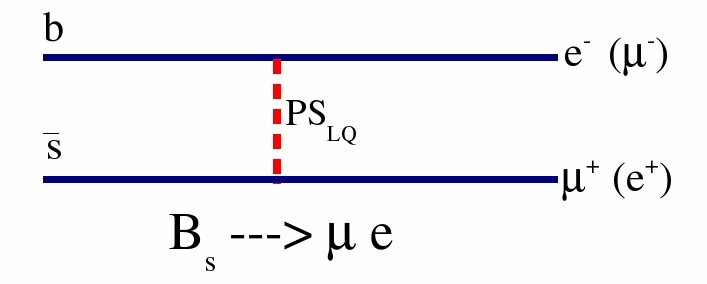 b
e⁻ (μ⁻)
PS_LQ
s̅
μ⁺ (e⁺)
B_s ---> μ e